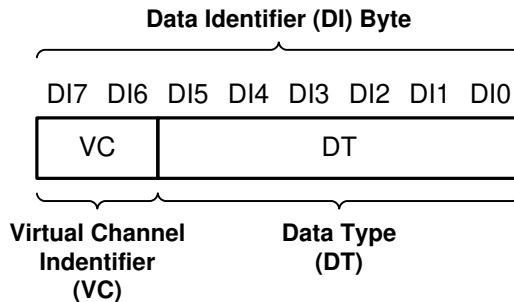 Data Identifier (DI) Byte
DI7 DI6 DI5 DI4 DI3 DI2 DI1 DI0
VC DT
Virtual Channel
Indentifier
(VC)
Data Type
(DT)